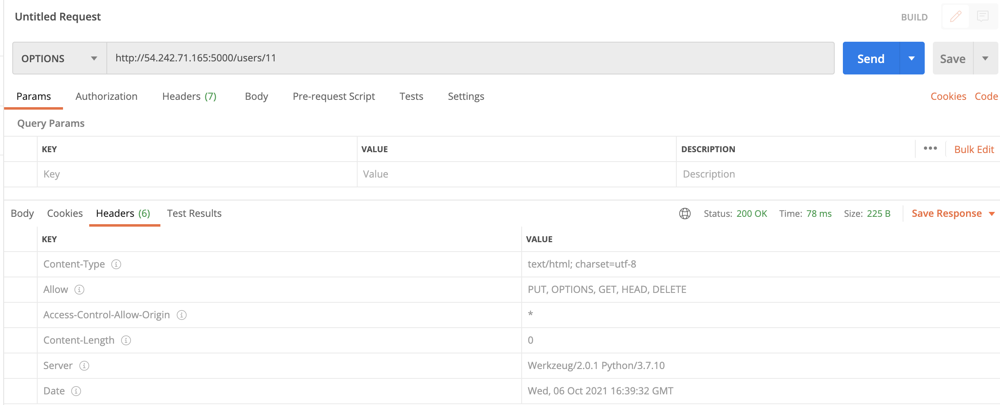 Untitled Request BUILD
OPTIONS http://54.242.71.165:5000/users/11 Send Save
Params Authorization Headers (7) Body Pre-request Script Tests Settings Cookies Code
Query Params
KEY VALUE DESCRIPTION ••• Bulk Edit
Key Value Description
Body Cookies Headers (6) Test Results Status: 200 OK Time: 78 ms Size: 225 B Save Response
KEY VALUE
Content-Type text/html; charset=utf-8
Allow PUT, OPTIONS, GET, HEAD, DELETE
Access-Control-Allow-Origin *
Content-Length 0
Server Werkzeug/2.0.1 Python/3.7.10
Date Wed, 06 Oct 2021 16:39:32 GMT